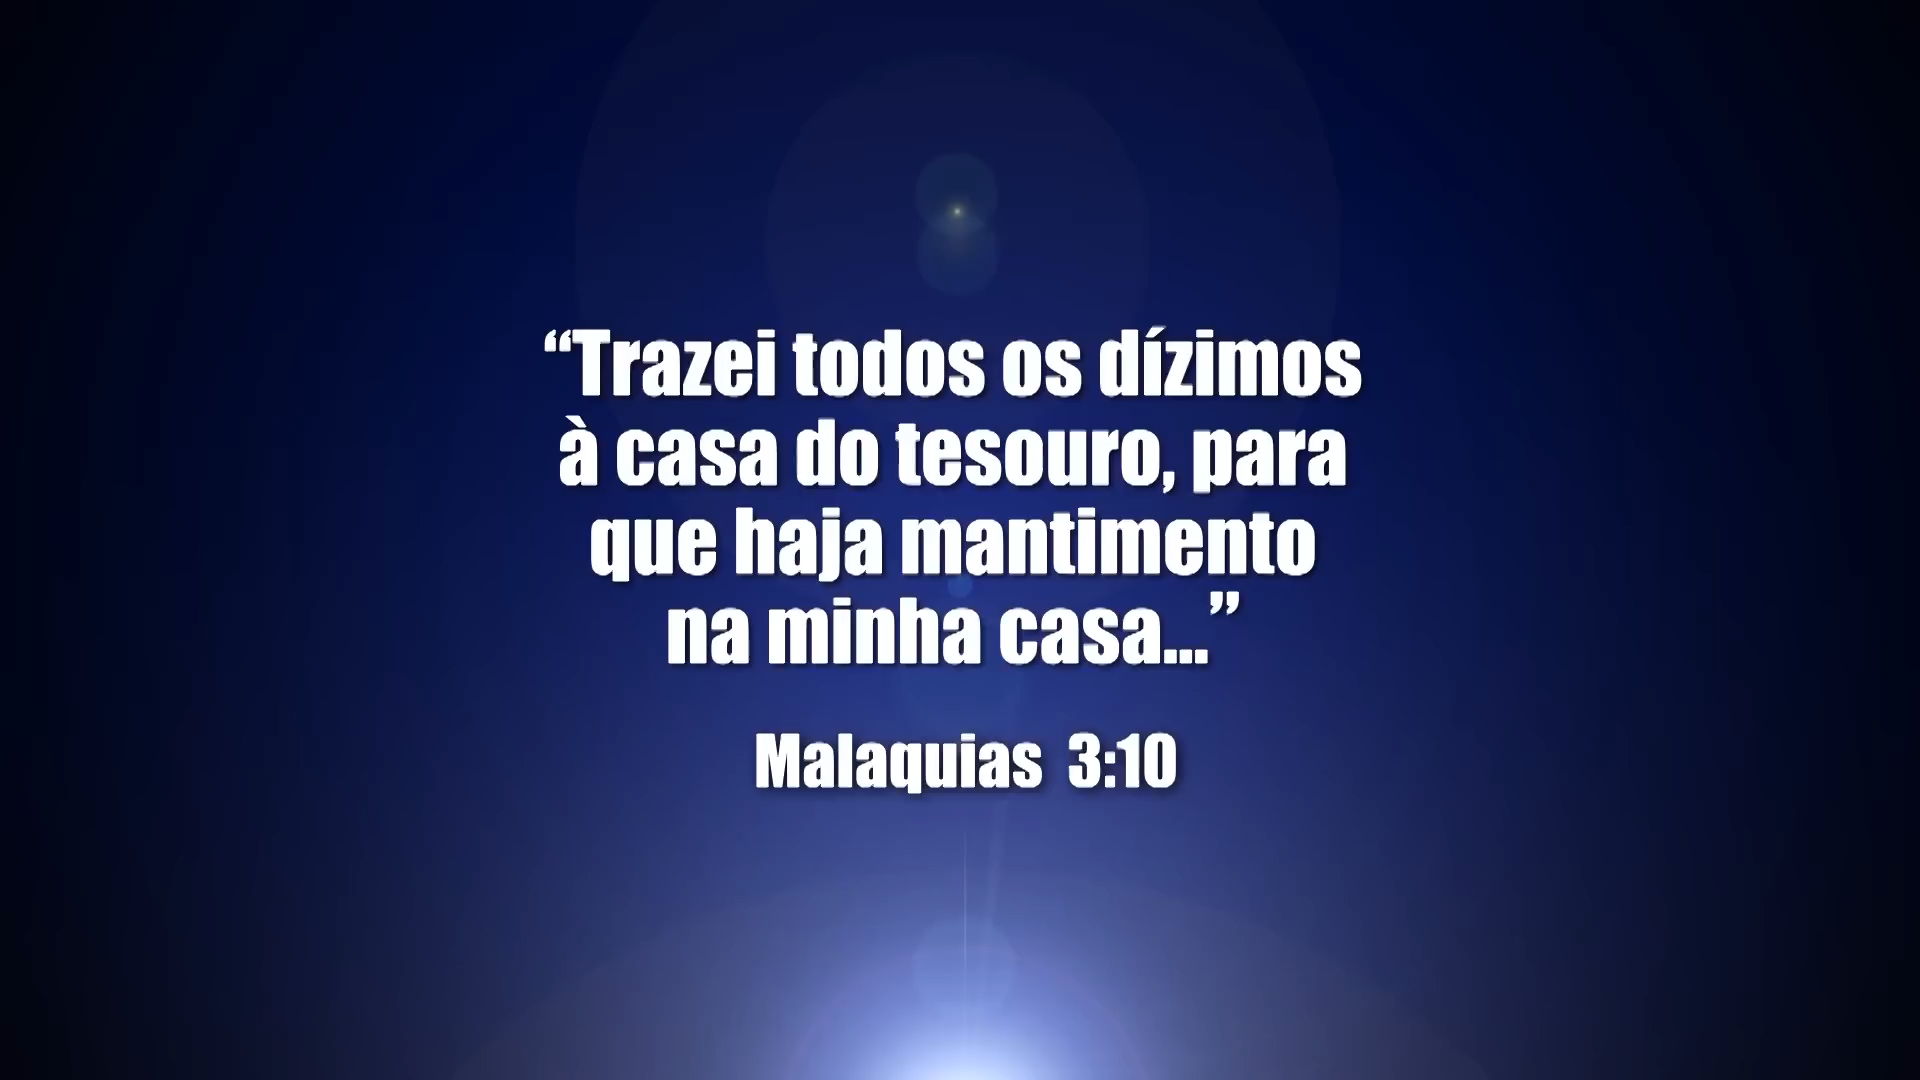 “Trazei todos os dízimos
à casa do tesouro, para
que haja mantimento
na minha casa...”
Malaquias 3:10